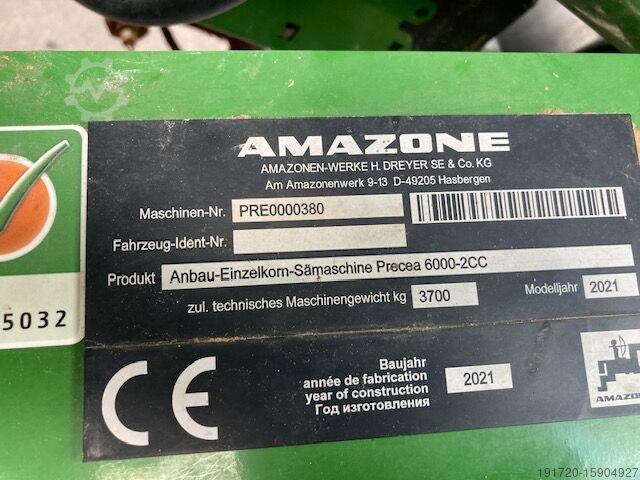 AMAZONE
AMAZONEN-WERKE H. DREYER SE & Co. KG
Am Amazonenwerk 9-13 D-49205 Hasbergen
Maschinen-Nr. PRE0000380
Fahrzeug-Ident-Nr.
Produkt Anbau-Einzelkorn-Sämaschine Precea 6000-2CC
zul. technisches Maschinengewicht kg 3700 Modelljahr 2021
5032
CE
Baujahr
année de fabrication
year of construction
Год изготовления
2021
AMAZONE
191720-15904927